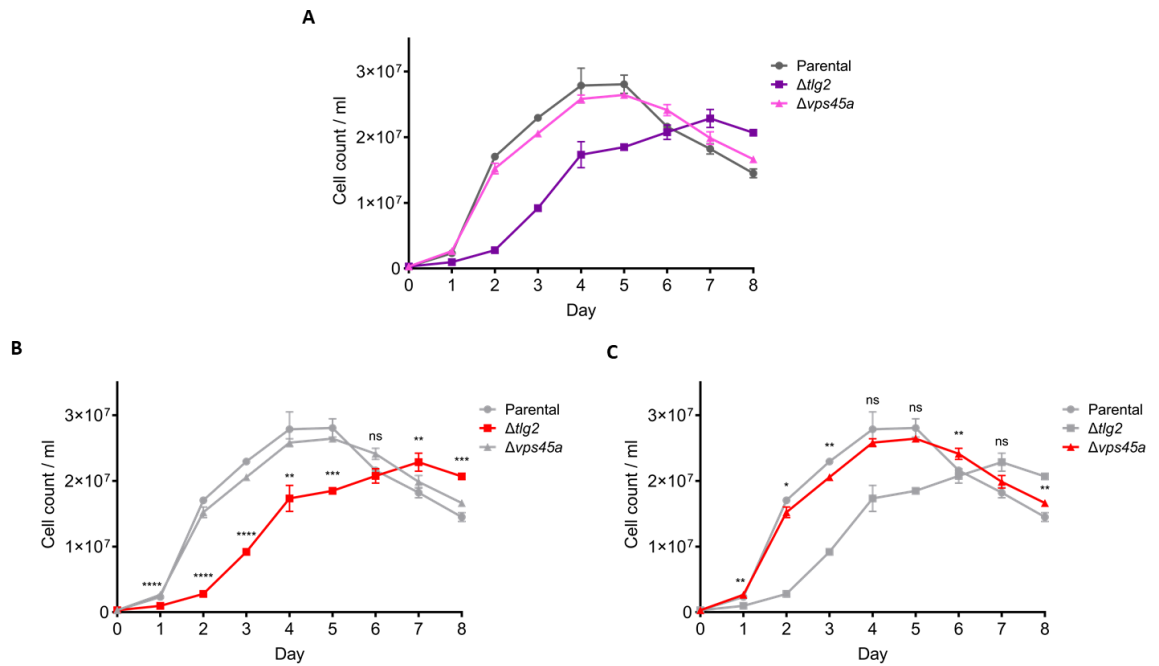 A
3×10⁷
2×10⁷
1×10⁷
0
Cell count / ml
0 1 2 3 4 5 6 7 8
Day
Parental
Δtlg2
Δvps45a
B
3×10⁷
2×10⁷
1×10⁷
0
Cell count / ml
**** **** **** ** *** ns ** ***
0 1 2 3 4 5 6 7 8
Day
Parental
Δtlg2
Δvps45a
C
3×10⁷
2×10⁷
1×10⁷
0
Cell count / ml
** * ** ns ns ** ns **
0 1 2 3 4 5 6 7 8
Day
Parental
Δtlg2
Δvps45a